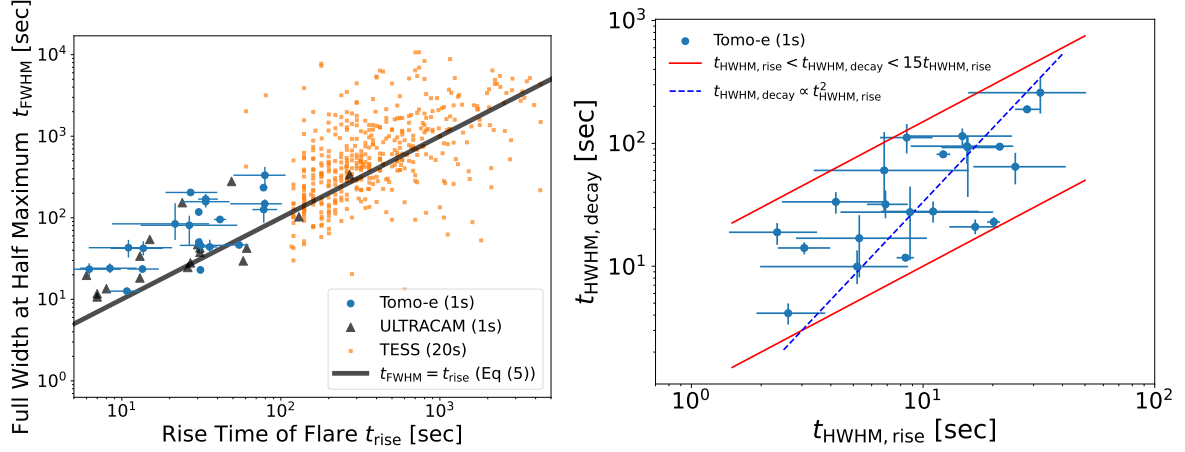 Full Width at Half Maximum t_FWHM [sec]
10^4
10^3
10^2
10^1
10^0
Tomo-e (1s)
ULTRACAM (1s)
TESS (20s)
t_FWHM = t_rise (Eq (5))
10^1
10^2
10^3
Rise Time of Flare t_rise [sec]
t_HWHM, decay [sec]
10^3
10^2
10^1
Tomo-e (1s)
t_HWHM, rise < t_HWHM, decay < 15t_HWHM, rise
t_HWHM, decay ∝ t^2_HWHM, rise
10^0
10^1
10^2
t_HWHM, rise [sec]